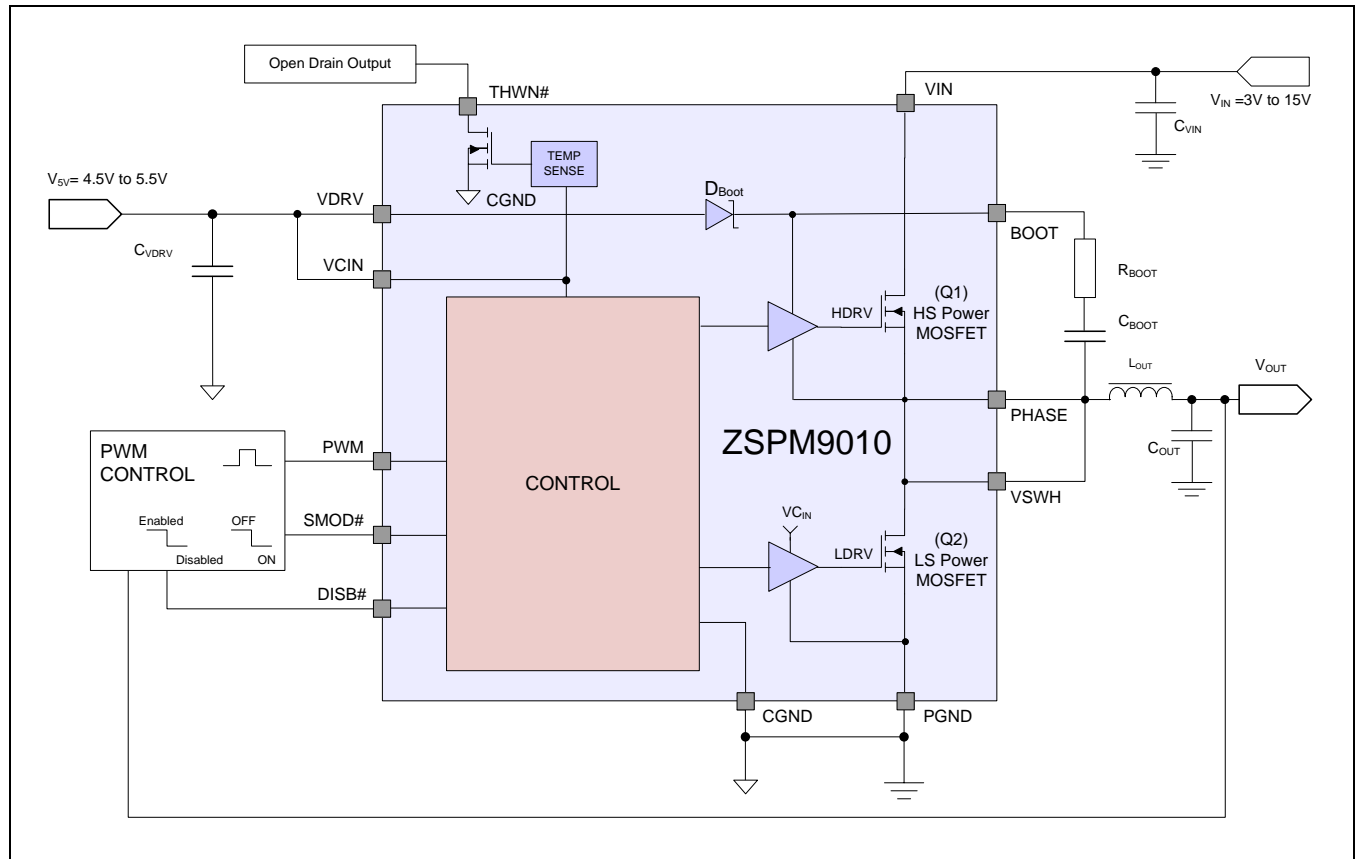 Open Drain Output
THWN#
VIN
V_IN =3V to 15V
C_VIN
TEMP
SENSE
V_5V= 4.5V to 5.5V
CGND
D_Boot
VDRV
BOOT
C_VDRV
VCIN
R_BOOT
(Q1)
HS Power
MOSFET
HDRV
C_BOOT
L_OUT
V_OUT
PHASE
ZSPM9010
PWM
CONTROL
PWM
C_OUT
CONTROL
VSWH
SMOD#
Enabled
OFF
Disabled
ON
VC_IN
(Q2)
LS Power
MOSFET
LDRV
DISB#
CGND
PGND